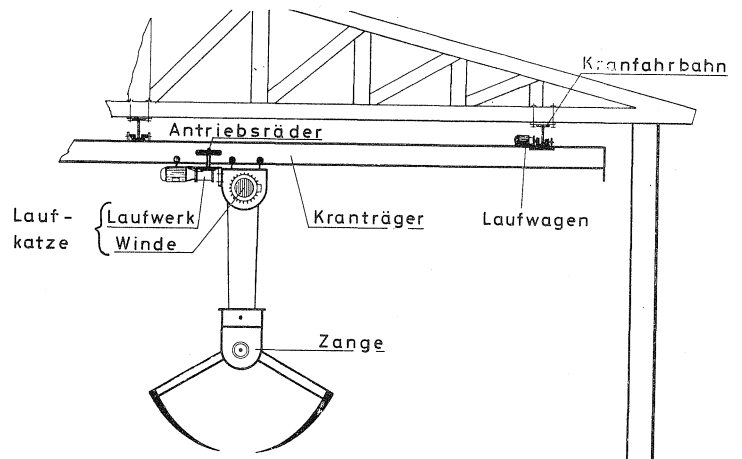 Kranfahrbahn
Antriebsräder
Lauf-
katze
Laufwerk
Winde
Kranträger
Laufwagen
Zange